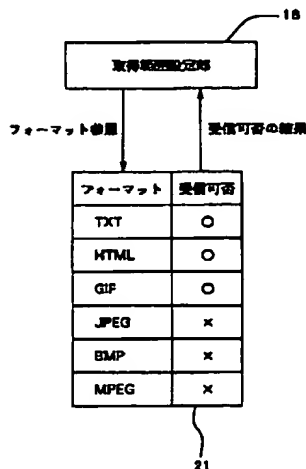 18
取得範囲設定部
フォーマット参照
受信可否の結果
フォーマット 受信可否
TXT ○
HTML ○
GIF ○
JPEG ×
BMP ×
MPEG ×
21